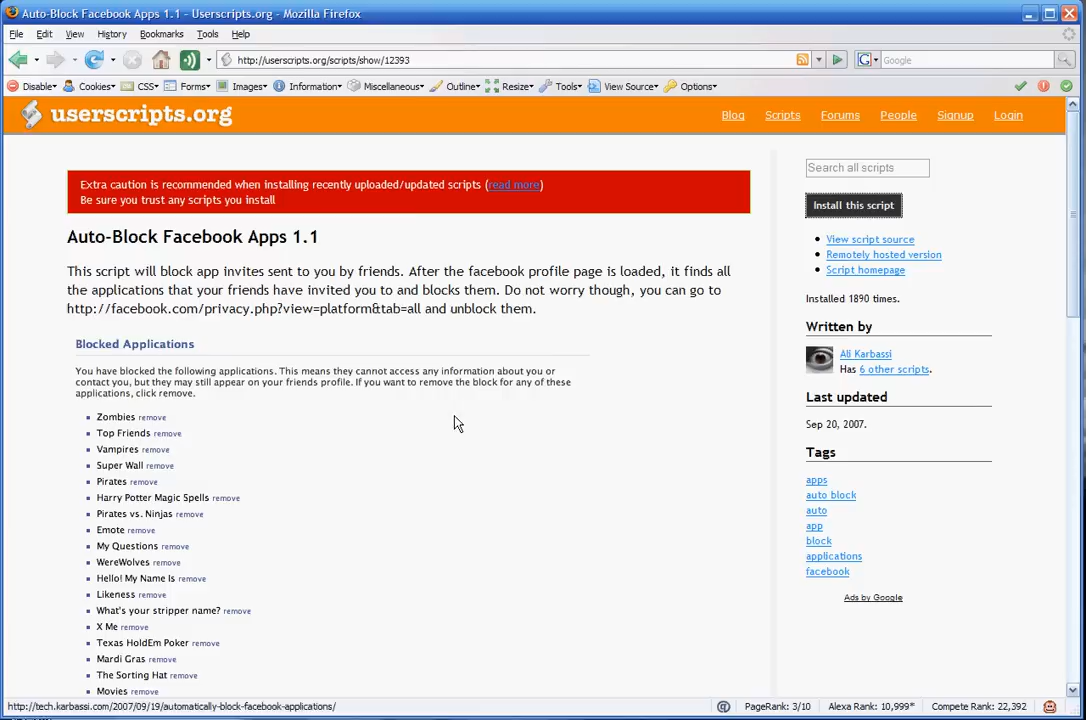 Auto-Block Facebook Apps 1.1 - Userscripts.org - Mozilla Firefox
File Edit View History Bookmarks Tools Help
http://userscripts.org/scripts/show/12393
Google
Disable Cookies CSS Forms Images Information Miscellaneous Outline Resize Tools View Source Options
userscripts.org
Blog Scripts Forums People Signup Login
Extra caution is recommended when installing recently uploaded/updated scripts (read more)
Be sure you trust any scripts you install
Auto-Block Facebook Apps 1.1
This script will block app invites sent to you by friends. After the facebook profile page is loaded, it finds all
the applications that your friends have invited you to and blocks them. Do not worry though, you can go to
http://facebook.com/privacy.php?view=platform&tab=all and unblock them.
Blocked Applications
You have blocked the following applications. This means they cannot access any information about you or
contact you, but they may still appear on your friends profile. If you want to remove the block for any of these
applications, click remove.
Zombies remove
Top Friends remove
Vampires remove
Super Wall remove
Pirates remove
Harry Potter Magic Spells remove
Pirates vs. Ninjas remove
Emote remove
My Questions remove
WereWolves remove
Hello! My Name Is remove
Likeness remove
What's your stripper name? remove
X Me remove
Texas HoldEm Poker remove
Mardi Gras remove
The Sorting Hat remove
Movies remove
Search all scripts
Install this script
View script source
Remotely hosted version
Script homepage
Installed 1890 times.
Written by
Ali Karbassi
Has 6 other scripts.
Last updated
Sep 20, 2007.
Tags
apps
auto block
auto
app
block
applications
facebook
Ads by Google
http://tech.karbassi.com/2007/09/19/automatically-block-facebook-applications/
PageRank: 3/10 Alexa Rank: 10,999* Compete Rank: 22,392